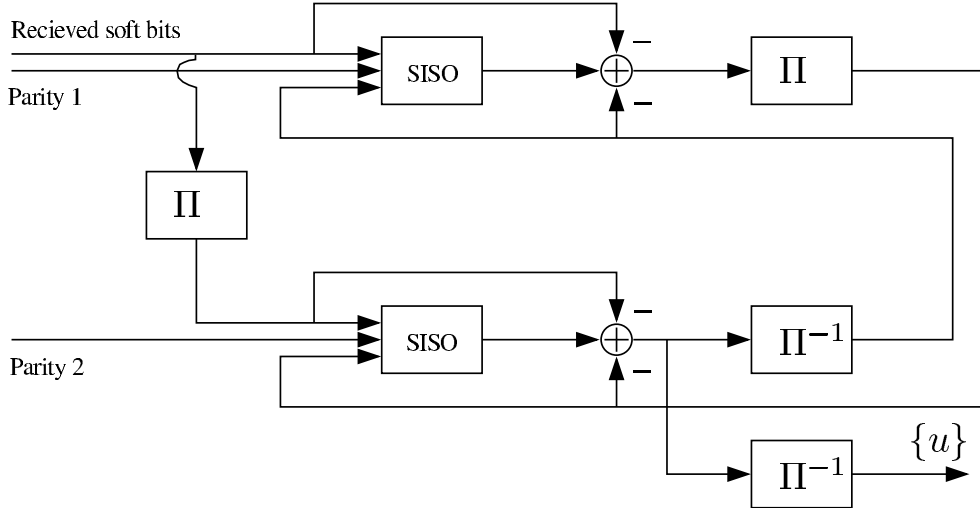 Recieved soft bits
Parity 1
SISO
−
−
Π
Π
Parity 2
SISO
−
−
Π⁻¹
Π⁻¹
{u}